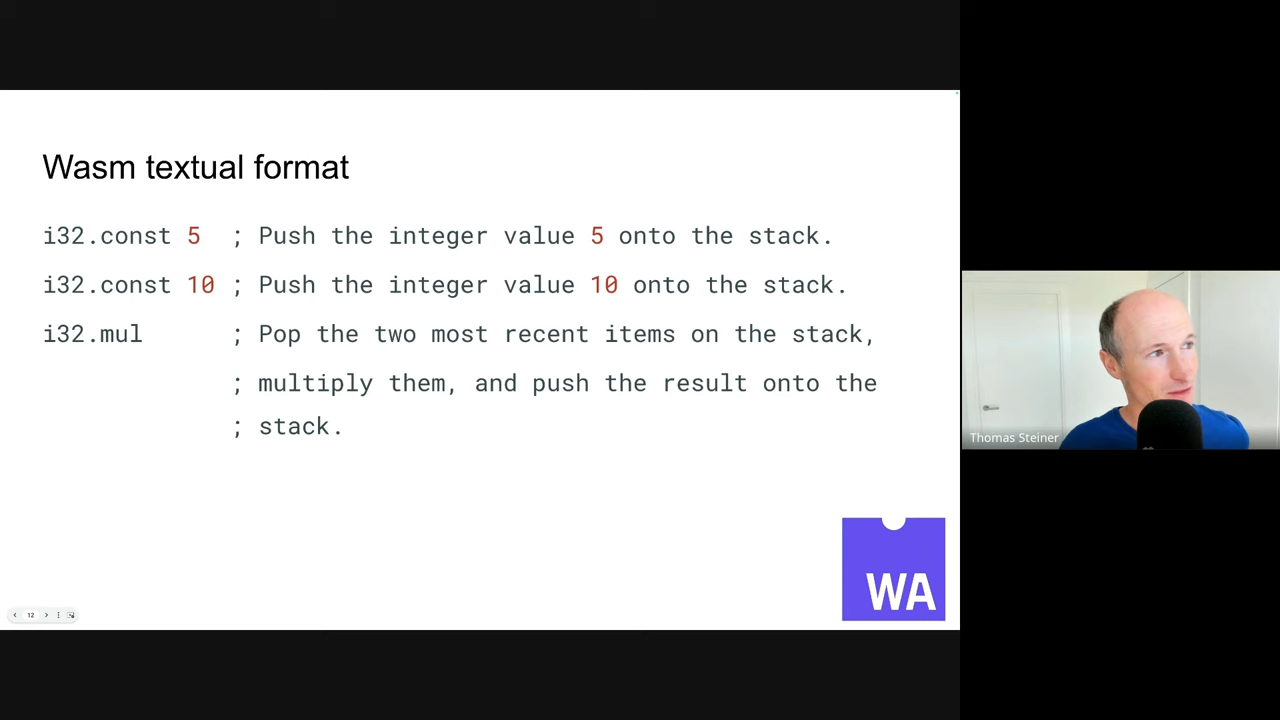 Wasm textual format
i32.const 5 ; Push the integer value 5 onto the stack.
i32.const 10 ; Push the integer value 10 onto the stack.
i32.mul ; Pop the two most recent items on the stack,
; multiply them, and push the result onto the
; stack.
Thomas Steiner
WA
12